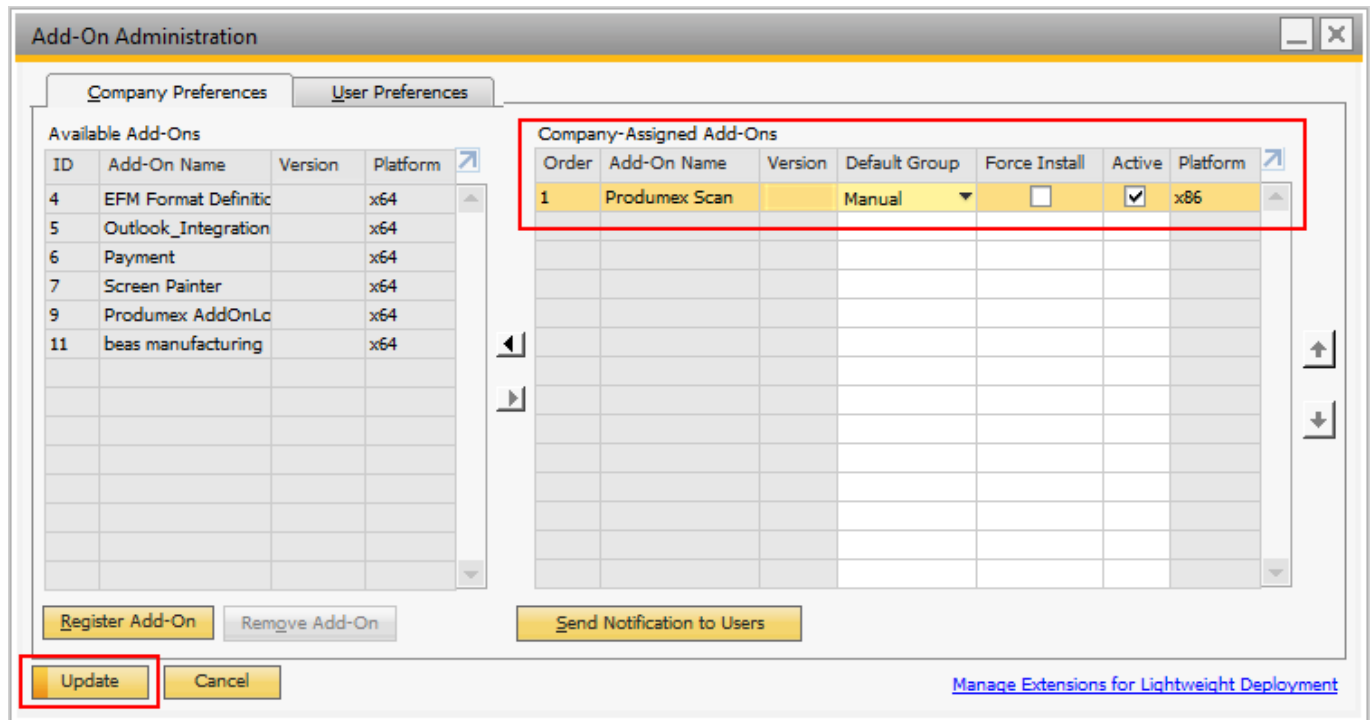 Add-On Administration
Company Preferences User Preferences
Available Add-Ons
ID Add-On Name Version Platform
4 EFM Format Definitic x64
5 Outlook_Integration x64
6 Payment x64
7 Screen Painter x64
9 Produmex AddOnLo x64
11 beas manufacturing x64
Company-Assigned Add-Ons
Order Add-On Name Version Default Group Force Install Active Platform
1 Produmex Scan Manual x86
Register Add-On Remove Add-On Send Notification to Users
Update Cancel Manage Extensions for Lightweight Deployment